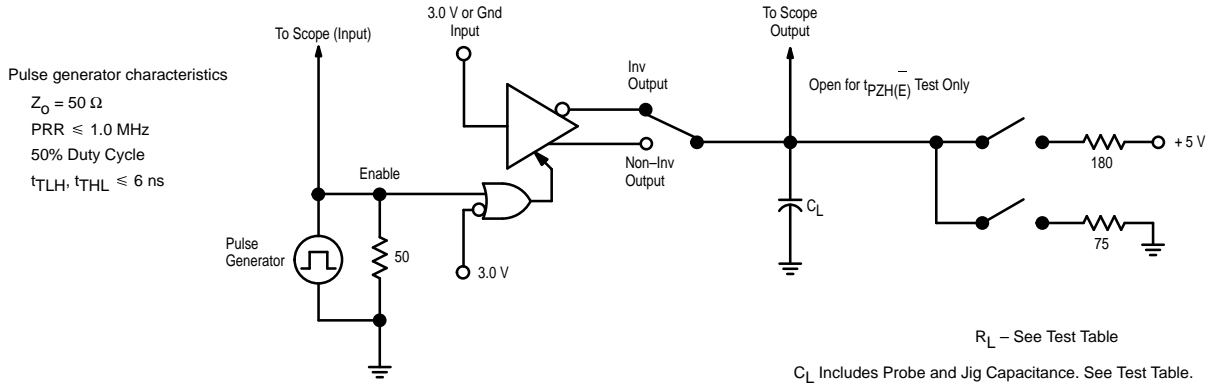 3.0 V or Gnd
Input
To Scope
Output
To Scope (Input)
Pulse generator characteristics
Zo = 50 Ω
PRR ≤ 1.0 MHz
50% Duty Cycle
tTLH, tTHL ≤ 6 ns
Inv
Output
Open for tPZH(E̅) Test Only
+ 5 V
180
Non–Inv
Output
Enable
CL
Pulse
Generator
50
3.0 V
75
RL – See Test Table
CL Includes Probe and Jig Capacitance. See Test Table.